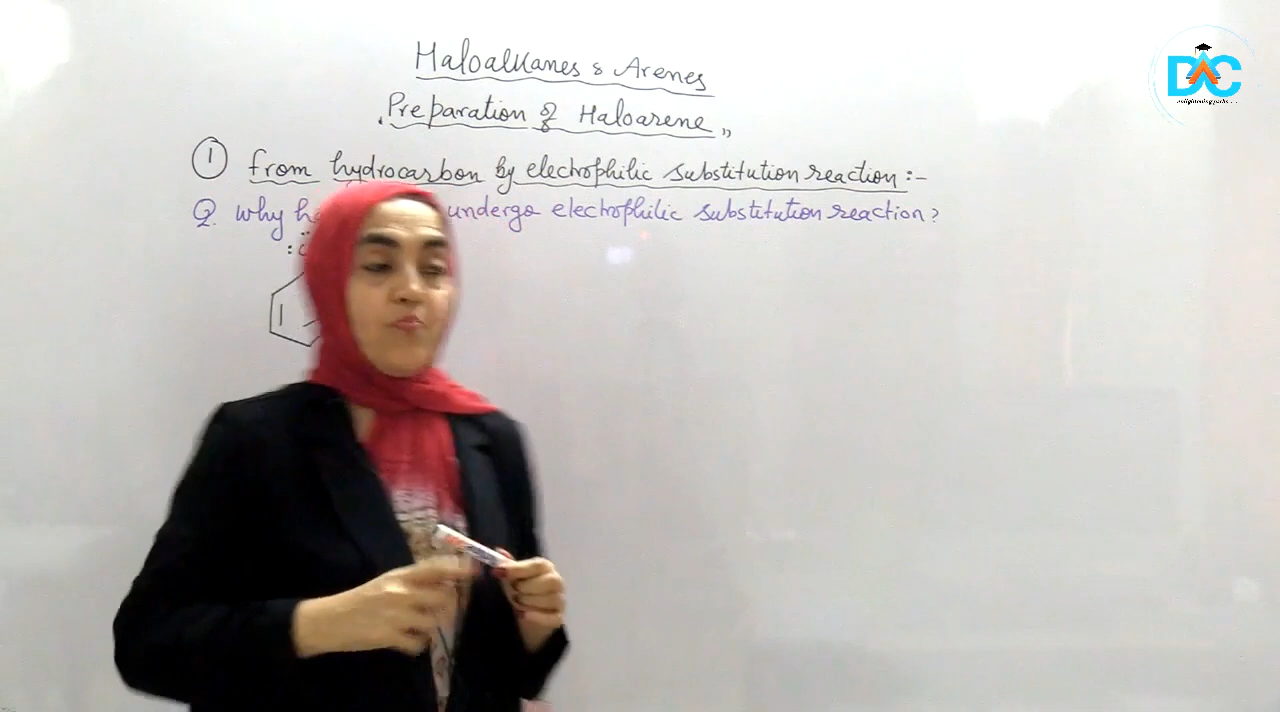 Haloalkanes & Arenes
Preparation of Haloarene ,,
1 from hydrocarbon by electrophilic substitution reaction :-
Q. why undergo electrophilic substitution reaction?
DAC